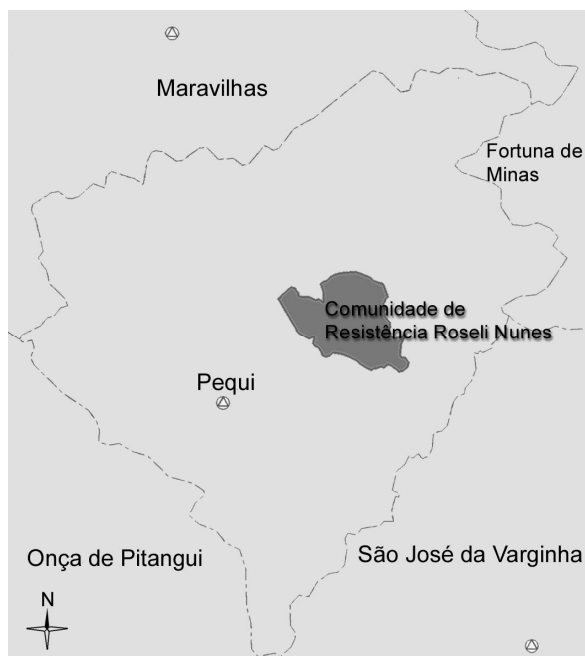 Maravilhas
Fortuna de
Minas
Comunidade de
Resistência Roseli Nunes
Pequi
Onça de Pitangui
São José da Varginha
N